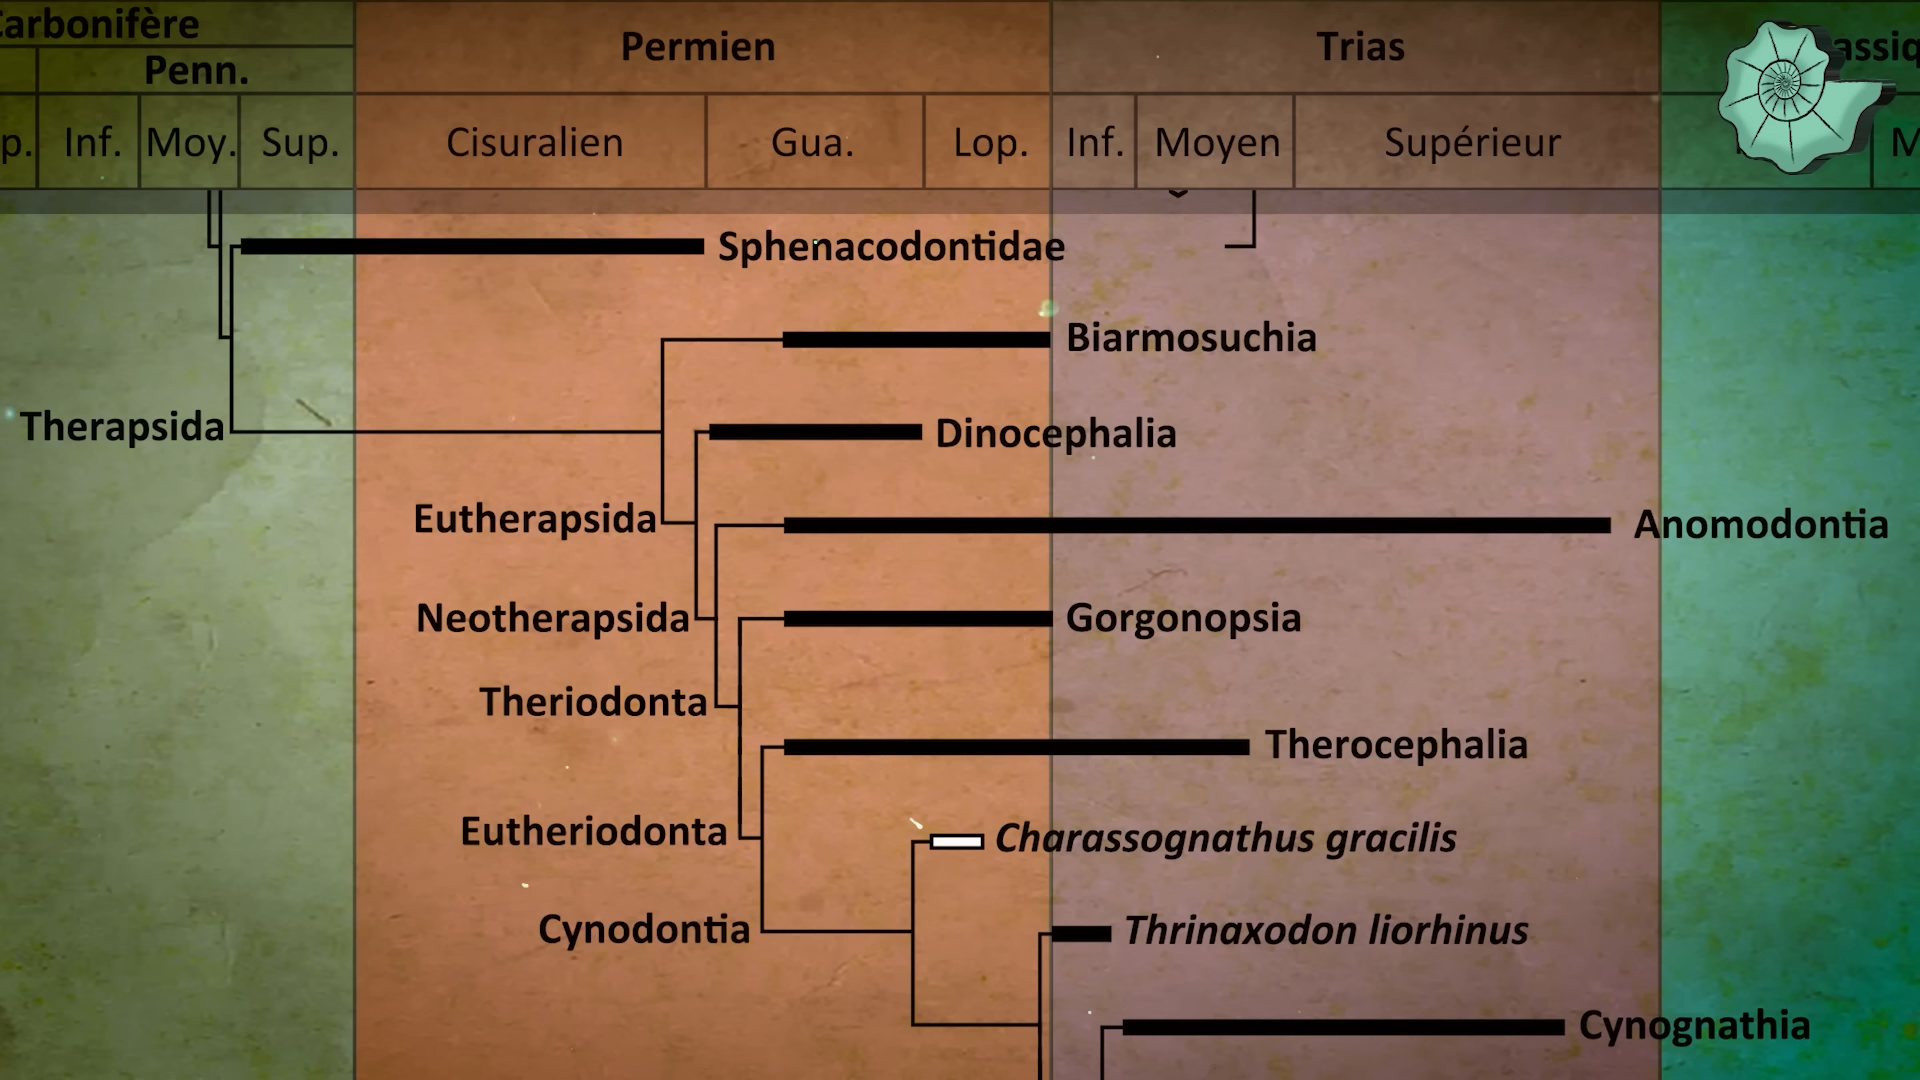 Carbonifère
Permien
Trias
assiq
Penn.
p.
Inf.
Moy.
Sup.
Cisuralien
Gua.
Lop.
Inf.
Moyen
Supérieur
M
Sphenacodontidae
Biarmosuchia
Therapsida
Dinocephalia
Eutherapsida
Anomodontia
Neotherapsida
Gorgonopsia
Theriodonta
Therocephalia
Eutheriodonta
Charassognathus gracilis
Cynodontia
Thrinaxodon liorhinus
Cynognathia